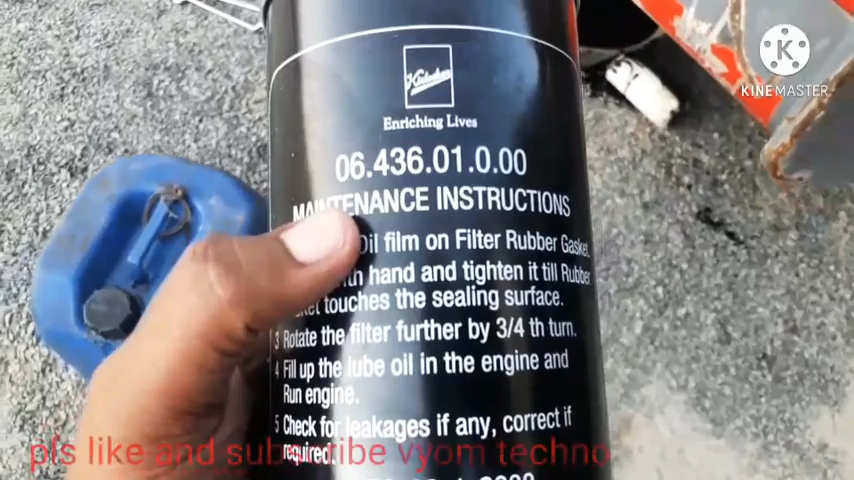 KINEMASTER
Kirloskar
Enriching Lives
06.436.01.0.00
MAINTENANCE INSTRUCTIONS
Oil film on Filter Rubber Gasket.
with hand and tighten it till Rubber
touches the sealing surface.
3 Rotate the filter further by 3/4 th turn.
4 Fill up the lube oil in the engine and
Run engine.
5 Check for leakages if any, correct if
required.
pls like and subscribe vyom techno